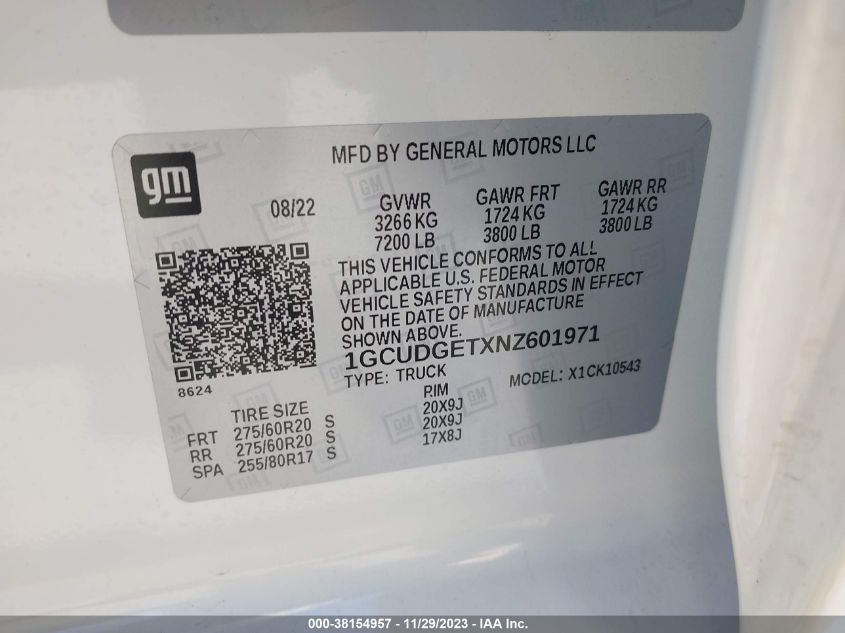 gm
MFD BY GENERAL MOTORS LLC
08/22
GVWR GAWR FRT GAWR RR
3266 KG 1724 KG 1724 KG
7200 LB 3800 LB 3800 LB
THIS VEHICLE CONFORMS TO ALL
APPLICABLE U.S. FEDERAL MOTOR
VEHICLE SAFETY STANDARDS IN EFFECT
ON THE DATE OF MANUFACTURE
SHOWN ABOVE.
1GCUDGETXNZ601971
TYPE: TRUCK MODEL: X1CK10543
8624
TIRE SIZE RIM
FRT 275/60R20 S 20X9J
RR 275/60R20 S 20X9J
SPA 255/80R17 S 17X8J
000-38154957 - 11/29/2023 - IAA Inc.